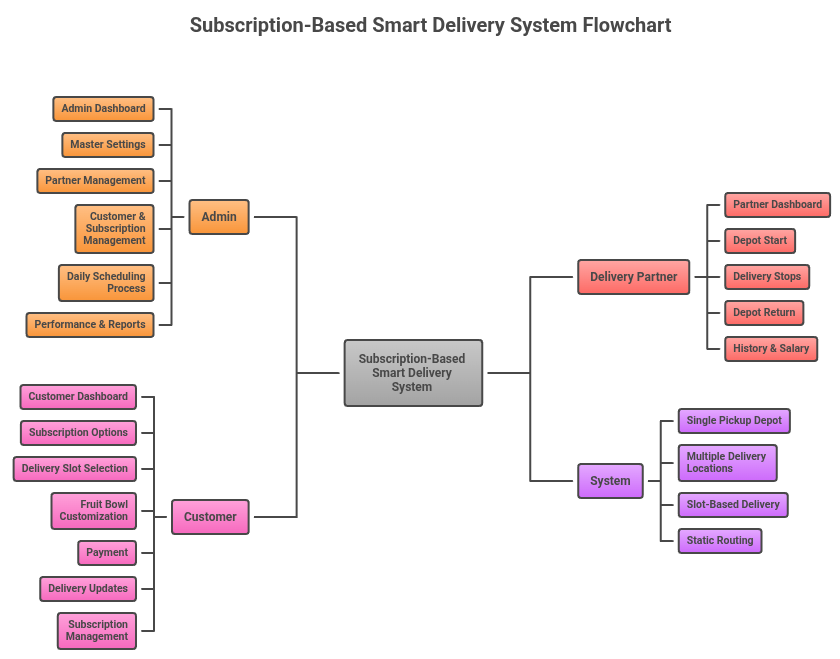 Subscription-Based Smart Delivery System Flowchart
Admin Dashboard
Master Settings
Partner Management
Customer &
Subscription
Management
Daily Scheduling
Process
Performance & Reports
Admin
Customer Dashboard
Subscription Options
Delivery Slot Selection
Fruit Bowl
Customization
Payment
Delivery Updates
Subscription
Management
Customer
Subscription-Based
Smart Delivery
System
Delivery Partner
Partner Dashboard
Depot Start
Delivery Stops
Depot Return
History & Salary
System
Single Pickup Depot
Multiple Delivery
Locations
Slot-Based Delivery
Static Routing